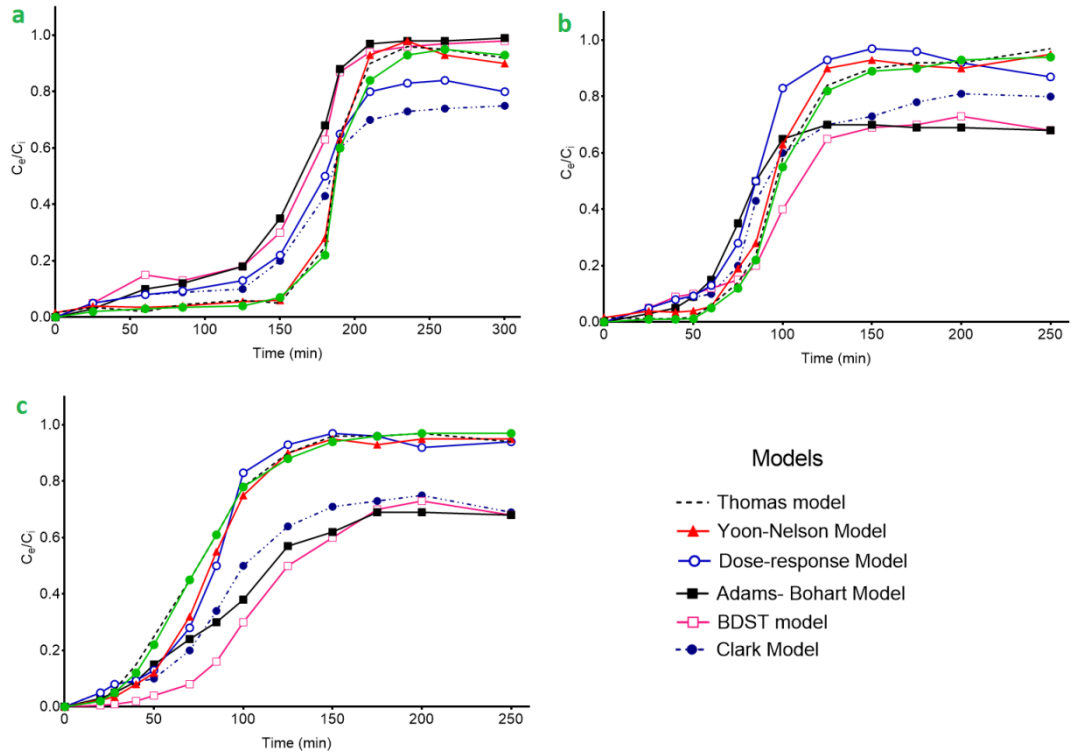 a
1.0
0.8
0.6
0.4
0.2
0.0
Ce/Ci
0
50
100
150
200
250
300
Time (min)
b
1.0
0.8
0.6
0.4
0.2
0.0
Ce/Ci
0
50
100
150
200
250
Time (min)
c
1.0
0.8
0.6
0.4
0.2
0.0
Ce/Ci
0
50
100
150
200
250
Time (min)
Models
Thomas model
Yoon-Nelson Model
Dose-response Model
Adams- Bohart Model
BDST model
Clark Model